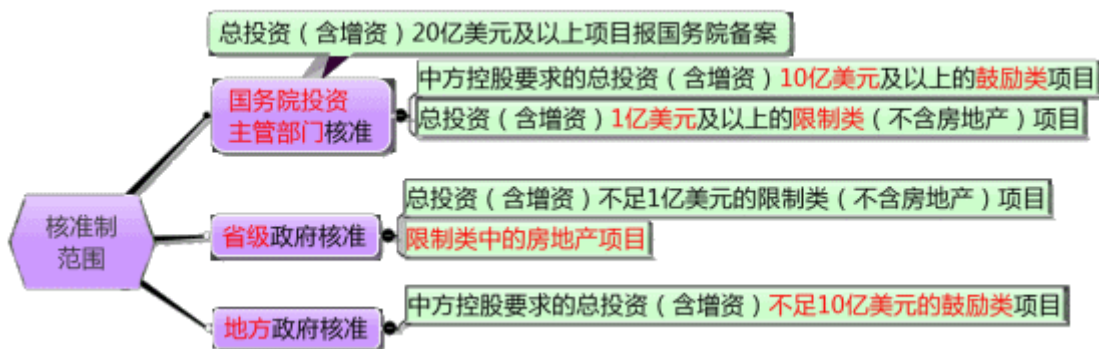 总投资（含增资）20亿美元及以上项目报国务院备案
国务院投资
主管部门核准
中方控股要求的总投资（含增资）10亿美元及以上的鼓励类项目
总投资（含增资）1亿美元及以上的限制类（不含房地产）项目
核准制
范围
省级政府核准
总投资（含增资）不足1亿美元的限制类（不含房地产）项目
限制类中的房地产项目
地方政府核准
中方控股要求的总投资（含增资）不足10亿美元的鼓励类项目